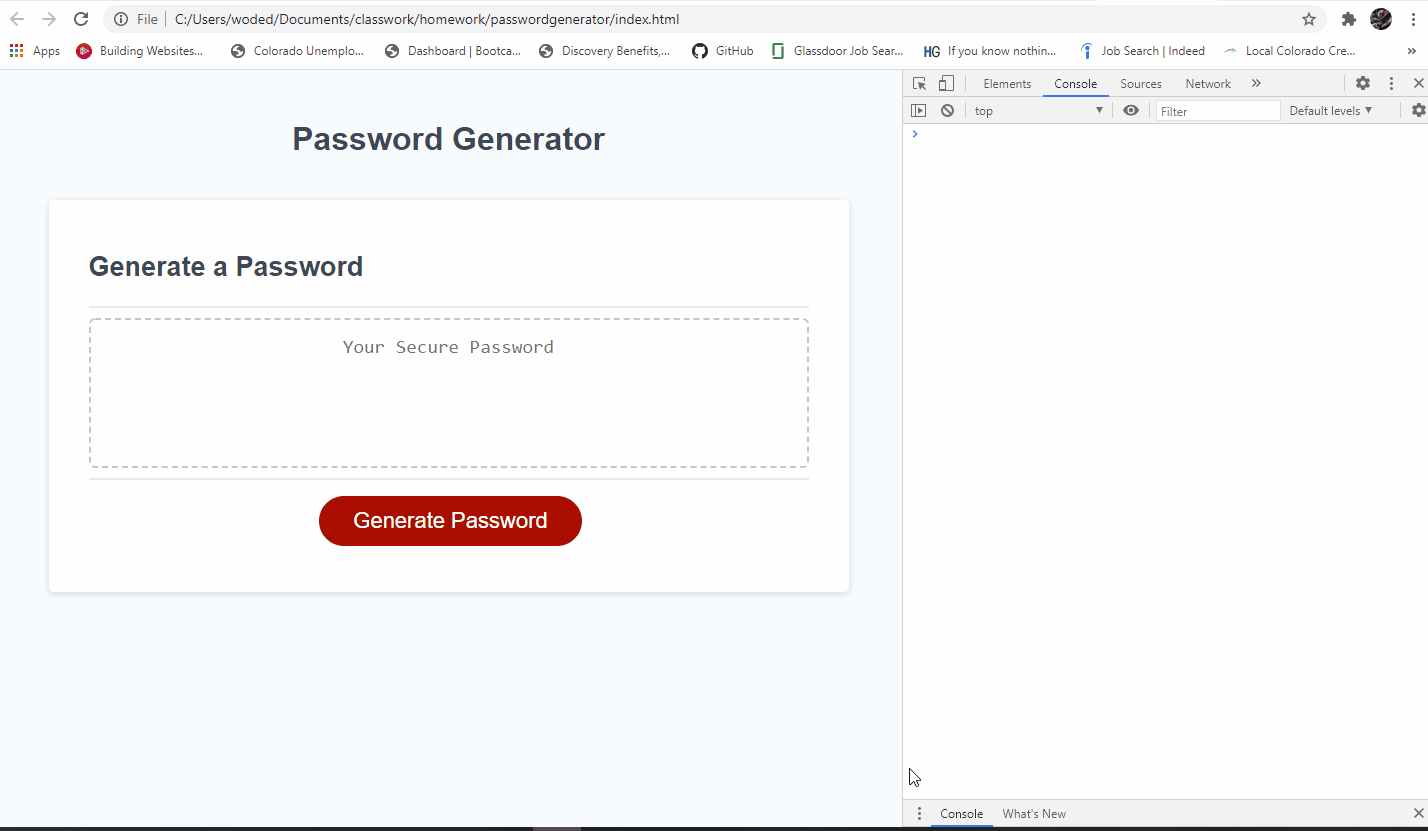 File C:/Users/woded/Documents/classwork/homework/passwordgenerator/index.html
Apps Building Websites... Colorado Unemplo... Dashboard | Bootca... Discovery Benefits,... GitHub Glassdoor Job Sear... HG If you know nothin... Job Search | Indeed Local Colorado Cre... »
Elements Console Sources Network »
top Filter Default levels
Password Generator
Generate a Password
Your Secure Password
Generate Password
Console What's New